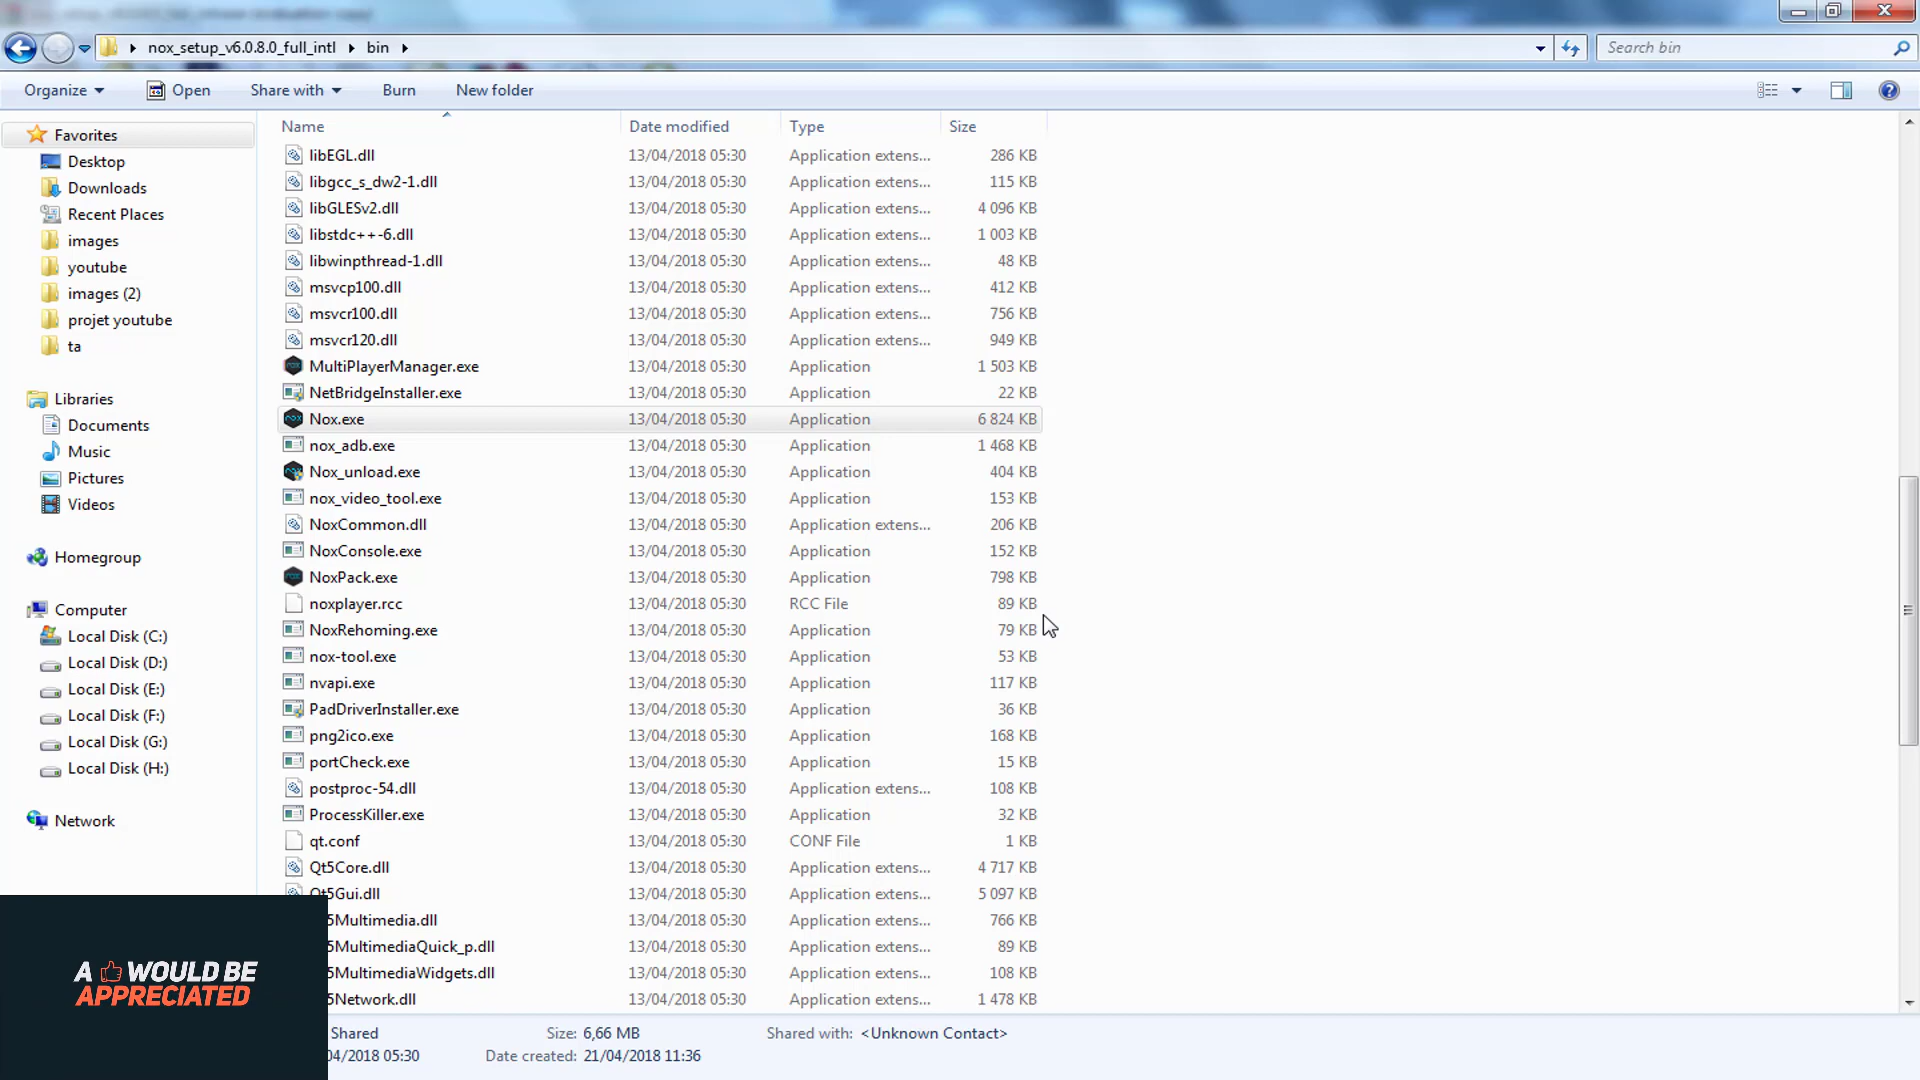 nox_setup_v6.0.8.0_full_intl bin
Search bin
Organize Open Share with Burn New folder
Name Date modified Type Size
Favorites
Desktop
Downloads
Recent Places
images
youtube
images (2)
projet youtube
ta
Libraries
Documents
Music
Pictures
Videos
Homegroup
Computer
Local Disk (C:)
Local Disk (D:)
Local Disk (E:)
Local Disk (F:)
Local Disk (G:)
Local Disk (H:)
Network
libEGL.dll 13/04/2018 05:30 Application extens... 286 KB
libgcc_s_dw2-1.dll 13/04/2018 05:30 Application extens... 115 KB
libGLESv2.dll 13/04/2018 05:30 Application extens... 4 096 KB
libstdc++-6.dll 13/04/2018 05:30 Application extens... 1 003 KB
libwinpthread-1.dll 13/04/2018 05:30 Application extens... 48 KB
msvcp100.dll 13/04/2018 05:30 Application extens... 412 KB
msvcr100.dll 13/04/2018 05:30 Application extens... 756 KB
msvcr120.dll 13/04/2018 05:30 Application extens... 949 KB
MultiPlayerManager.exe 13/04/2018 05:30 Application 1 503 KB
NetBridgeInstaller.exe 13/04/2018 05:30 Application 22 KB
Nox.exe 13/04/2018 05:30 Application 6 824 KB
nox_adb.exe 13/04/2018 05:30 Application 1 468 KB
Nox_unload.exe 13/04/2018 05:30 Application 404 KB
nox_video_tool.exe 13/04/2018 05:30 Application 153 KB
NoxCommon.dll 13/04/2018 05:30 Application extens... 206 KB
NoxConsole.exe 13/04/2018 05:30 Application 152 KB
NoxPack.exe 13/04/2018 05:30 Application 798 KB
noxplayer.rcc 13/04/2018 05:30 RCC File 89 KB
NoxRehoming.exe 13/04/2018 05:30 Application 79 KB
nox-tool.exe 13/04/2018 05:30 Application 53 KB
nvapi.exe 13/04/2018 05:30 Application 117 KB
PadDriverInstaller.exe 13/04/2018 05:30 Application 36 KB
png2ico.exe 13/04/2018 05:30 Application 168 KB
portCheck.exe 13/04/2018 05:30 Application 15 KB
postproc-54.dll 13/04/2018 05:30 Application extens... 108 KB
ProcessKiller.exe 13/04/2018 05:30 Application 32 KB
qt.conf 13/04/2018 05:30 CONF File 1 KB
Qt5Core.dll 13/04/2018 05:30 Application extens... 4 717 KB
Qt5Gui.dll 13/04/2018 05:30 Application extens... 5 097 KB
5Multimedia.dll 13/04/2018 05:30 Application extens... 766 KB
5MultimediaQuick_p.dll 13/04/2018 05:30 Application extens... 89 KB
5MultimediaWidgets.dll 13/04/2018 05:30 Application extens... 108 KB
5Network.dll 13/04/2018 05:30 Application extens... 1 478 KB
A WOULD BE
APPRECIATED
Shared Size: 6,66 MB Shared with: <Unknown Contact>
04/2018 05:30 Date created: 21/04/2018 11:36